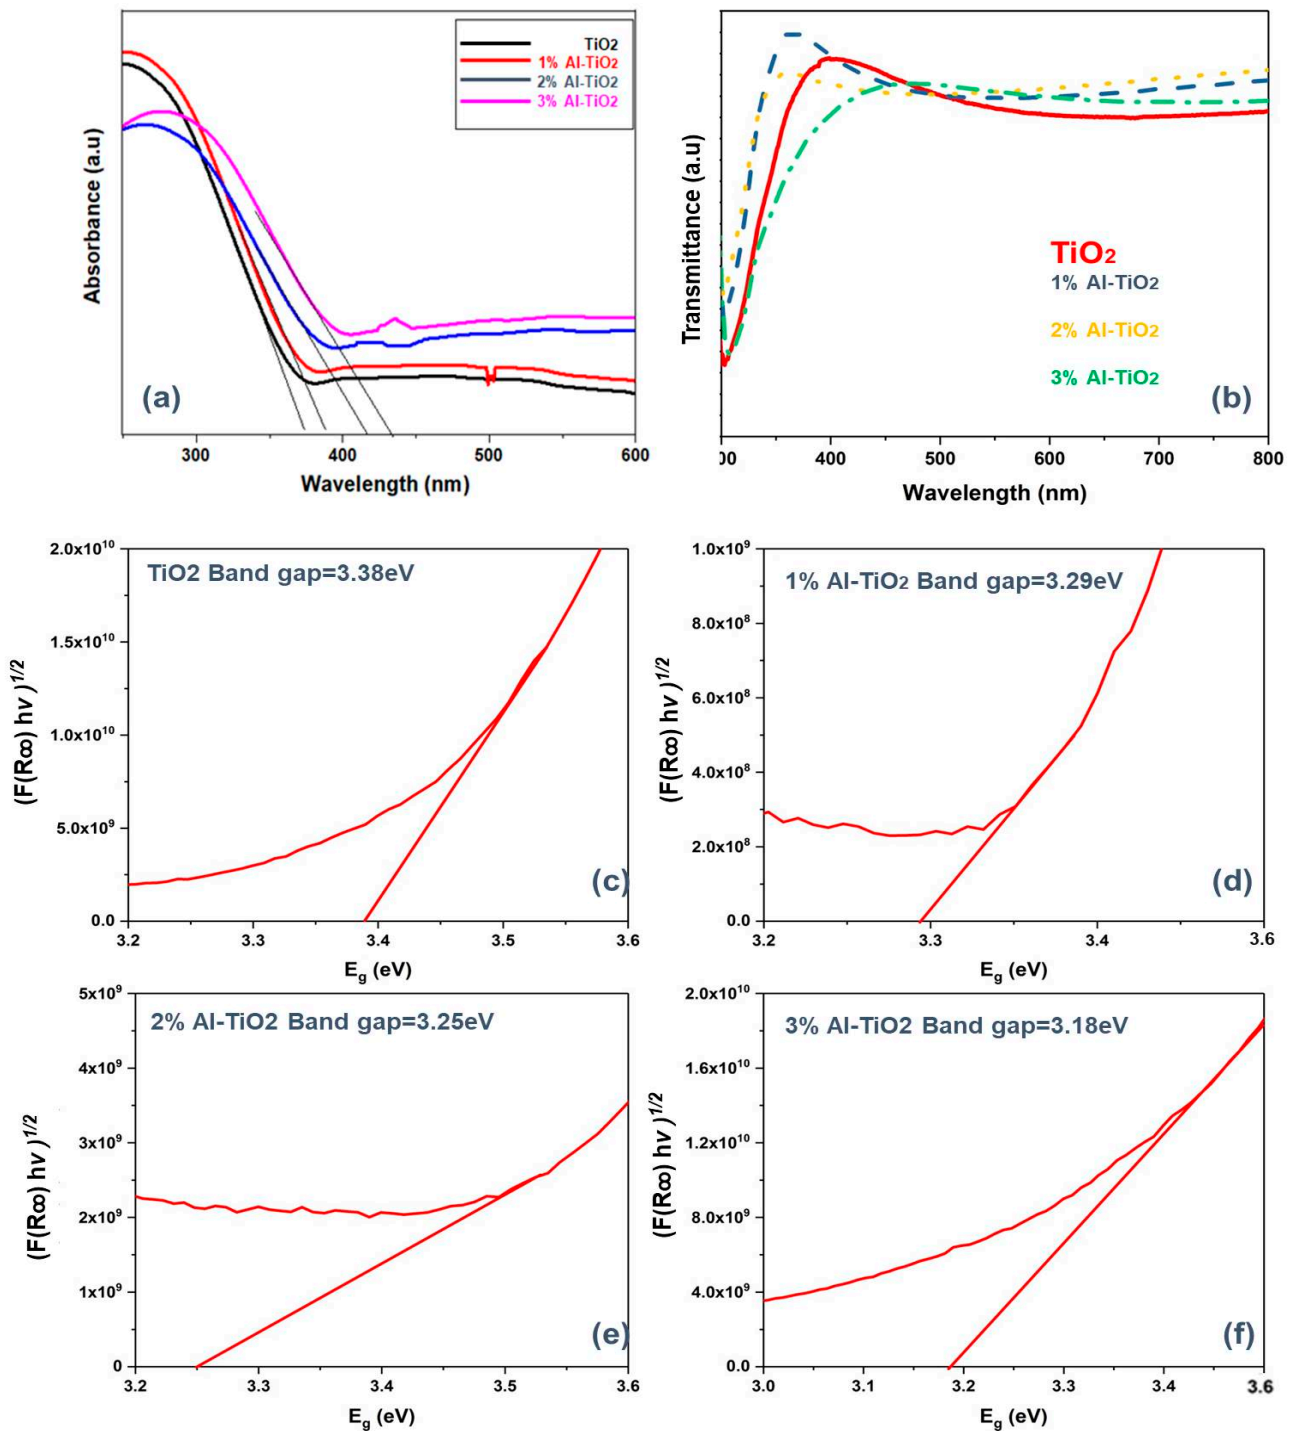 TiO2
1% Al-TiO2
2% Al-TiO2
3% Al-TiO2
Absorbance (a.u)
(a)
300 400 500 600
Wavelength (nm)
Transmittance (a.u)
TiO2
1% Al-TiO2
2% Al-TiO2
3% Al-TiO2
(b)
00 400 500 600 700 800
Wavelength (nm)
TiO2 Band gap=3.38eV
(F(R∞) hν )1/2
2.0x10^10
1.5x10^10
1.0x10^10
5.0x10^9
0.0
(c)
3.2 3.3 3.4 3.5 3.6
Eg (eV)
1% Al-TiO2 Band gap=3.29eV
(F(R∞) hν )1/2
1.0x10^9
8.0x10^8
6.0x10^8
4.0x10^8
2.0x10^8
0.0
(d)
3.2 3.3 3.4 3.6
Eg (eV)
2% Al-TiO2 Band gap=3.25eV
(F(R∞) hν )1/2
5x10^9
4x10^9
3x10^9
2x10^9
1x10^9
0
(e)
3.2 3.3 3.4 3.5 3.6
Eg (eV)
3% Al-TiO2 Band gap=3.18eV
(F(R∞) hν )1/2
2.0x10^10
1.6x10^10
1.2x10^10
8.0x10^9
4.0x10^9
0.0
(f)
3.0 3.1 3.2 3.3 3.4 3.6
Eg (eV)